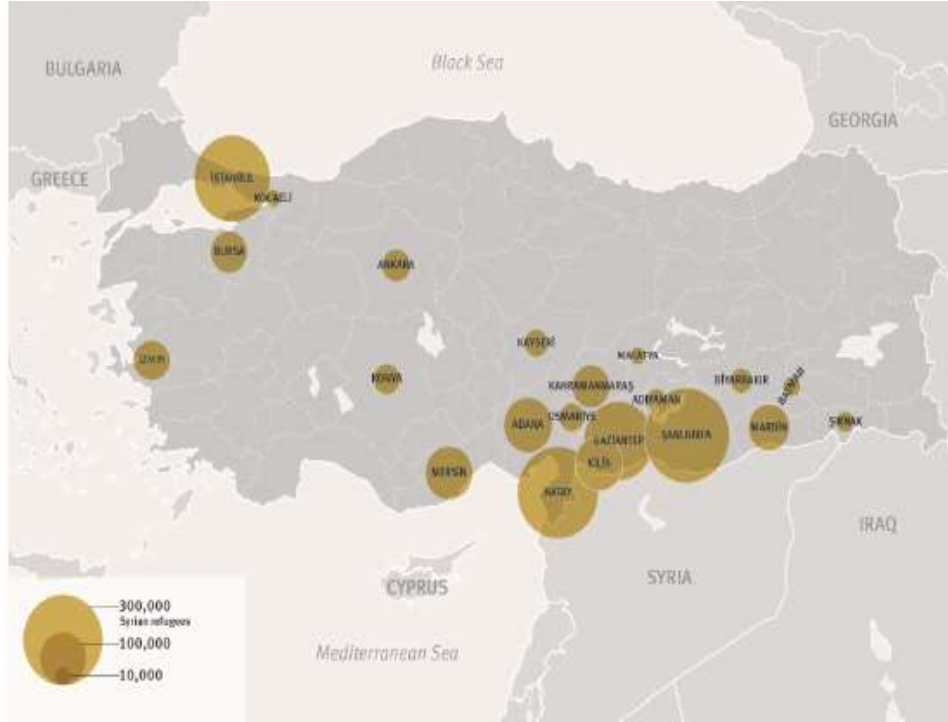 BULGARIA
Black Sea
GEORGIA
GREECE
İSTANBUL
KOCAELİ
BURSA
ANKARA
İZMİR
KONYA
KAYSERİ
MALATYA
KAHRAMANMARAŞ
DİYARBAKIR
BATMAN
ADIYAMAN
OSMANİYE
ADANA
GAZİANTEP
ŞANLIURFA
MARDİN
ŞIRNAK
KİLİS
MERSİN
HATAY
IRAQ
SYRIA
CYPRUS
Mediterranean Sea
300,000
Syrian refugees
100,000
10,000